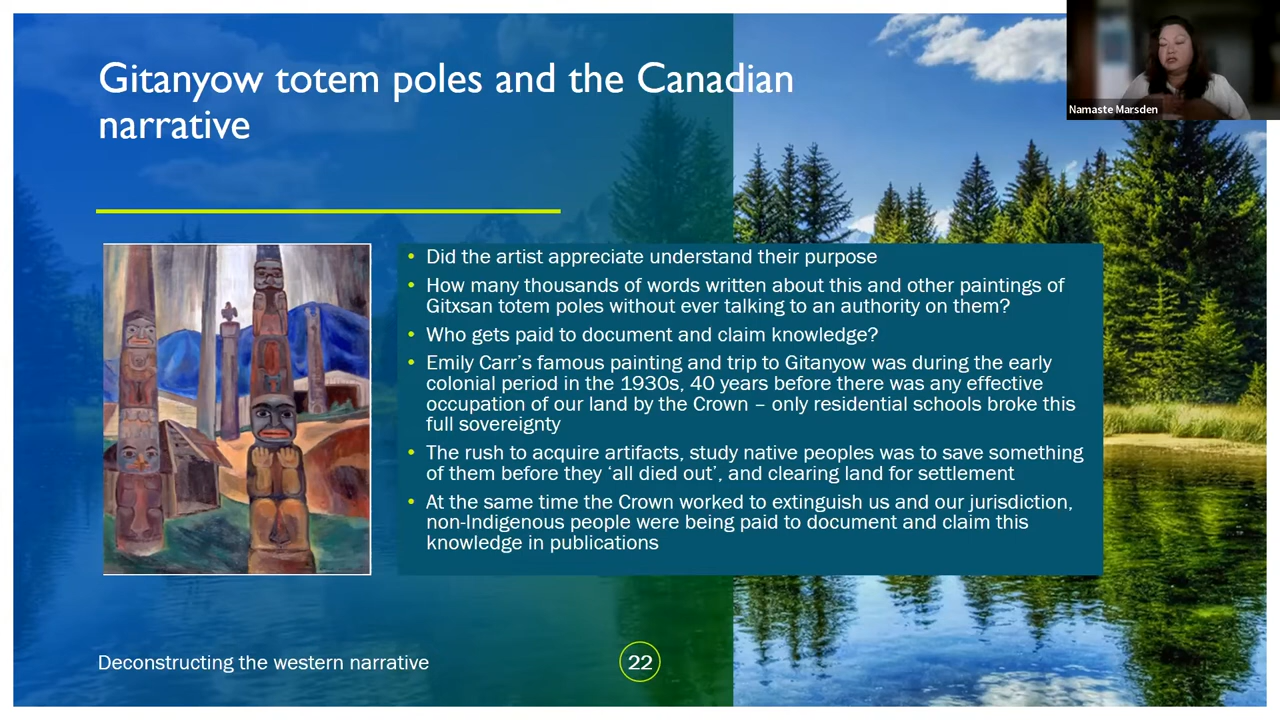 Gitanyow totem poles and the Canadian
narrative
Namaste Marsden
• Did the artist appreciate understand their purpose
• How many thousands of words written about this and other paintings of
Gitxsan totem poles without ever talking to an authority on them?
• Who gets paid to document and claim knowledge?
• Emily Carr’s famous painting and trip to Gitanyow was during the early
colonial period in the 1930s, 40 years before there was any effective
occupation of our land by the Crown – only residential schools broke this
full sovereignty
• The rush to acquire artifacts, study native peoples was to save something
of them before they ‘all died out’, and clearing land for settlement
• At the same time the Crown worked to extinguish us and our jurisdiction,
non-Indigenous people were being paid to document and claim this
knowledge in publications
Deconstructing the western narrative
22